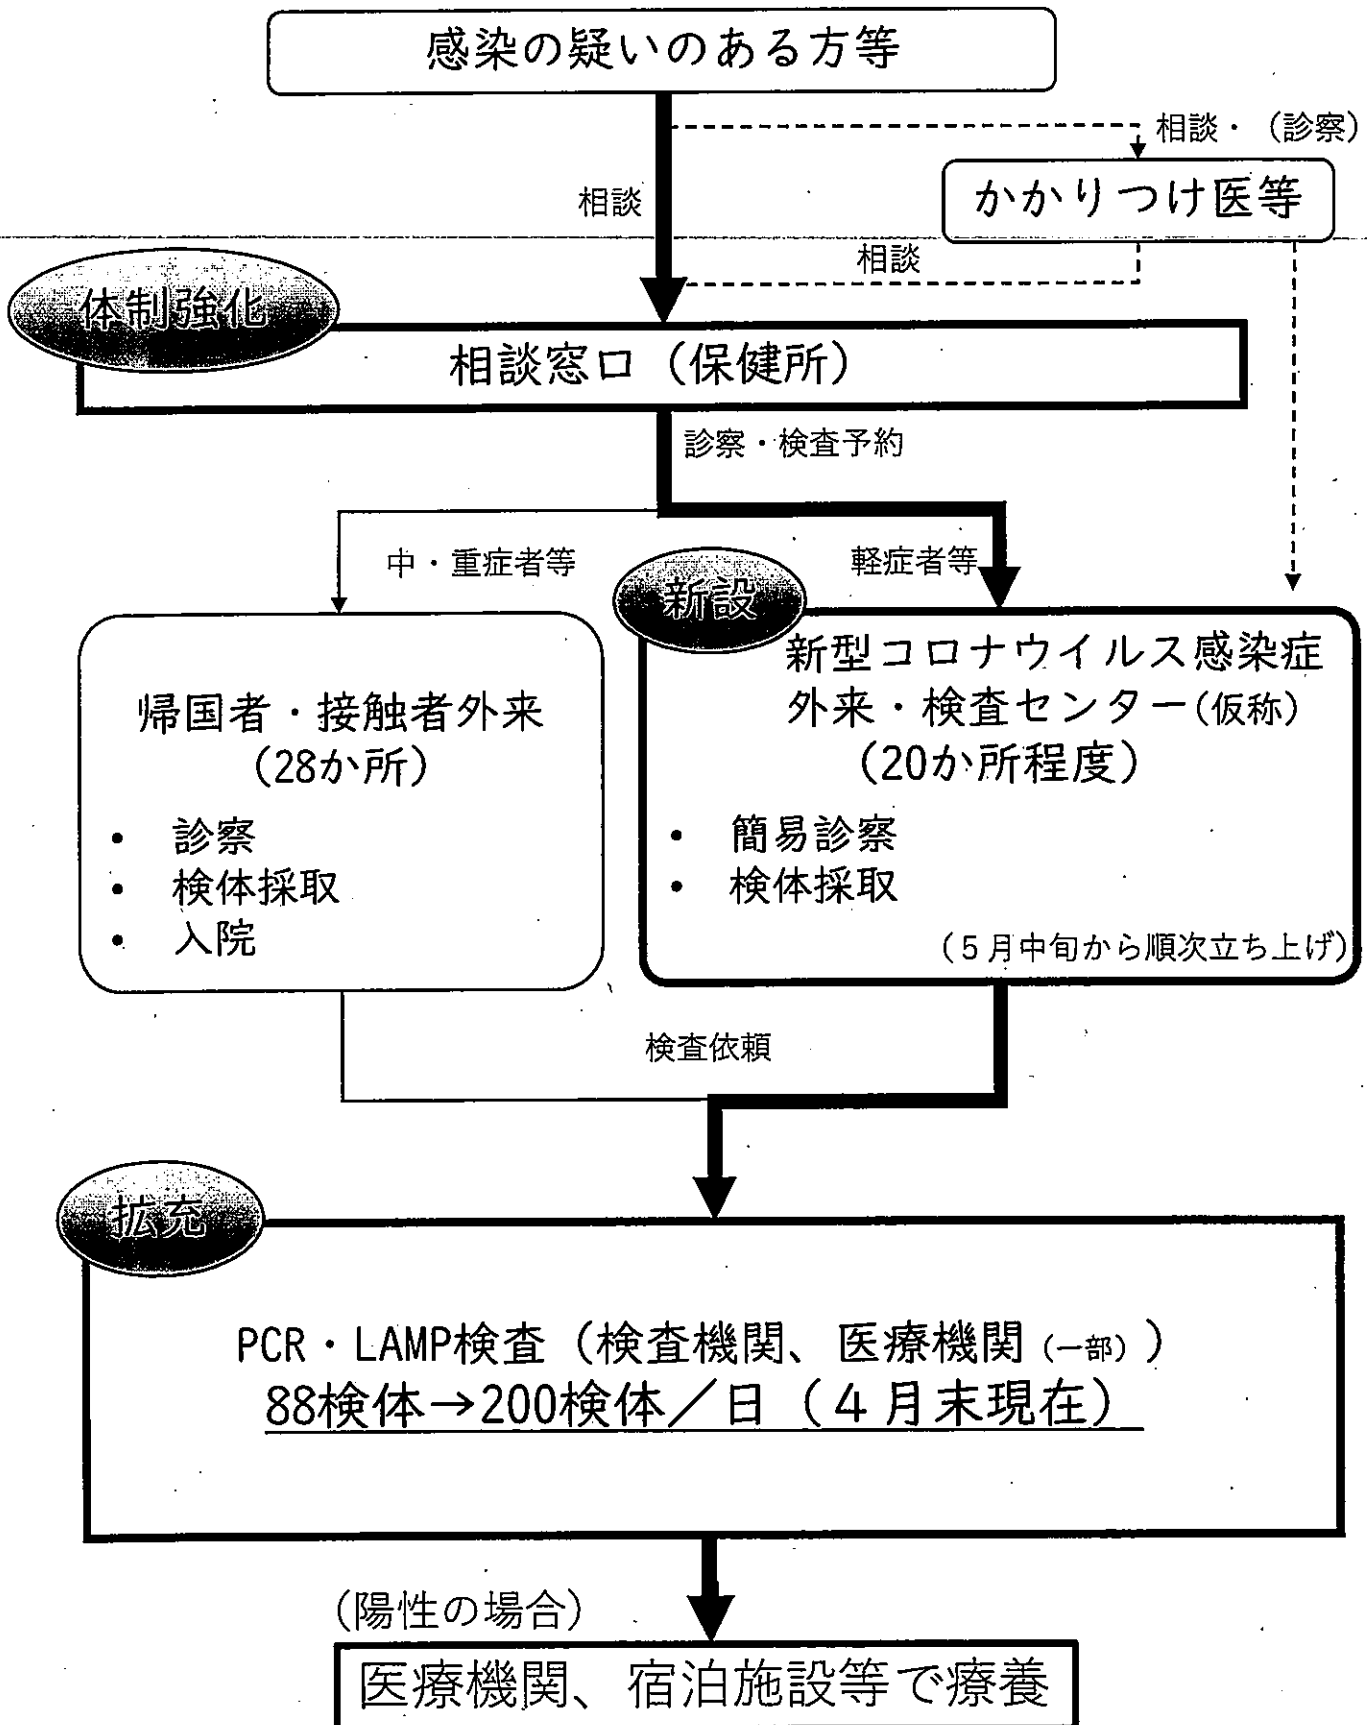 感染の疑いのある方等
相談・（診察）
相談
かかりつけ医等
相談
体制強化
相談窓口（保健所）
診察・検査予約
中・重症者等
軽症者等
新設
帰国者・接触者外来
（28か所）
・ 診察
・ 検体採取
・ 入院
新型コロナウイルス感染症
外来・検査センター（仮称）
（20か所程度）
・ 簡易診察
・ 検体採取
（５月中旬から順次立ち上げ）
検査依頼
拡充
PCR・LAMP検査（検査機関、医療機関（一部））
88検体→200検体／日（４月末現在）
（陽性の場合）
医療機関、宿泊施設等で療養